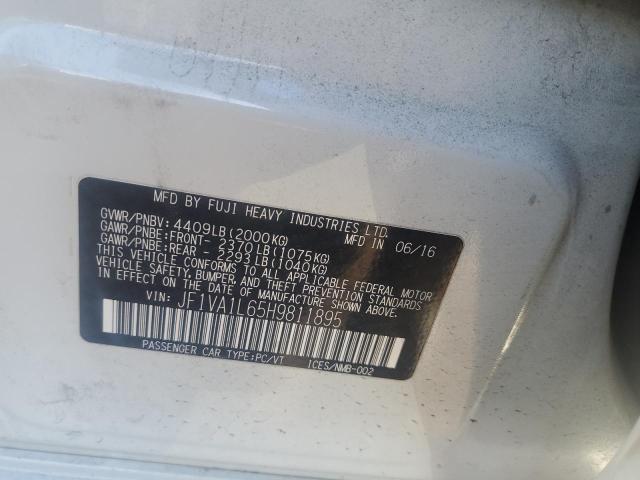 MFD BY FUJI HEAVY INDUSTRIES LTD.
GVWR/PNBV: 4409LB(2000KG) MFD IN 06/16
GAWR/PNBE:FRONT- 2370LB(1075KG)
GAWR/PNBE:REAR - 2293LB(1040KG)
THIS VEHICLE CONFORMS TO ALL APPLICABLE FEDERAL MOTOR
VEHICLE SAFETY, BUMPER, AND THEFT PREVENTION STANDARDS
IN EFFECT ON THE DATE OF MANUFACTURE SHOWN ABOVE.
VIN: JF1VA1L65H9811895
PASSENGER CAR TYPE:PC/VT ICES/NMB-002